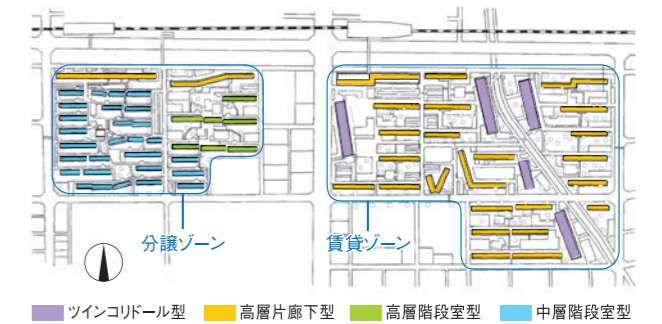 分譲ゾーン
賃貸ゾーン
ツインコリドール型
高層片廊下型
高層階段室型
中層階段室型